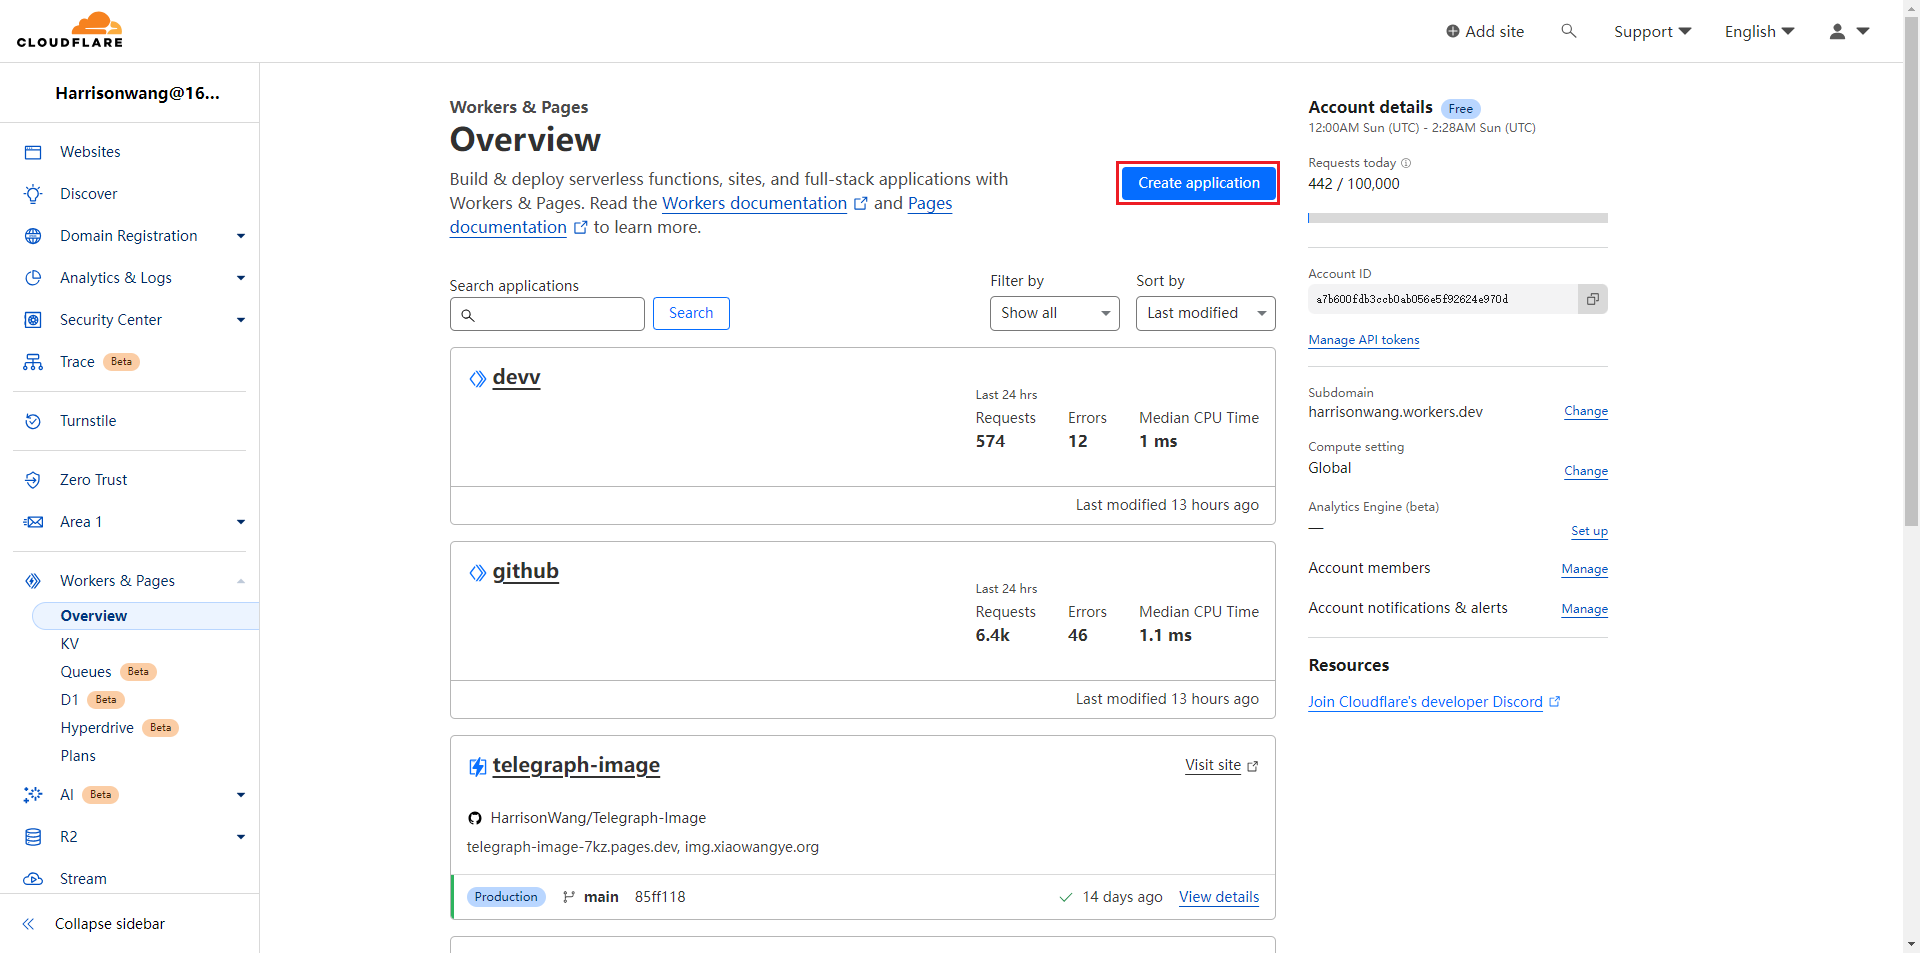 CLOUDFLARE
Add site
Support
English
Harrisonwang@16...
Websites
Discover
Domain Registration
Analytics & Logs
Security Center
Trace Beta
Turnstile
Zero Trust
Area 1
Workers & Pages
Overview
KV
Queues Beta
D1 Beta
Hyperdrive Beta
Plans
AI Beta
R2
Stream
Collapse sidebar
Workers & Pages
Overview
Build & deploy serverless functions, sites, and full-stack applications with
Workers & Pages. Read the Workers documentation and Pages
documentation to learn more.
Create application
Search applications
Search
Filter by
Show all
Sort by
Last modified
devv
Last 24 hrs
Requests Errors Median CPU Time
574 12 1 ms
Last modified 13 hours ago
github
Last 24 hrs
Requests Errors Median CPU Time
6.4k 46 1.1 ms
Last modified 13 hours ago
telegraph-image
Visit site
HarrisonWang/Telegraph-Image
telegraph-image-7kz.pages.dev, img.xiaowangye.org
Production main 85ff118 14 days ago View details
Account details Free
12:00AM Sun (UTC) - 2:28AM Sun (UTC)
Requests today
442 / 100,000
Account ID
a7b600fdb3ccb0ab056e5f92624e970d
Manage API tokens
Subdomain
harrisonwang.workers.dev Change
Compute setting
Global Change
Analytics Engine (beta)
— Set up
Account members Manage
Account notifications & alerts Manage
Resources
Join Cloudflare's developer Discord